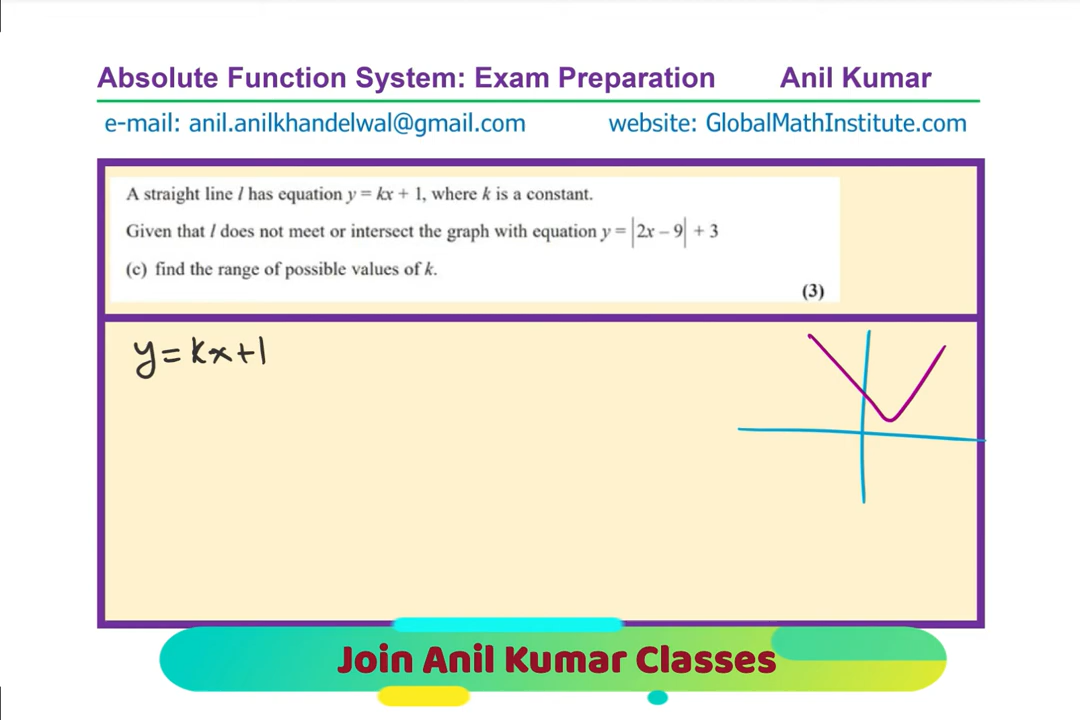 Absolute Function System: Exam Preparation Anil Kumar
e-mail: anil.anilkhandelwal@gmail.com website: GlobalMathInstitute.com
A straight line l has equation y = kx + 1, where k is a constant.
Given that l does not meet or intersect the graph with equation y = |2x – 9| + 3
(c) find the range of possible values of k.
(3)
y = kx+1
Join Anil Kumar Classes